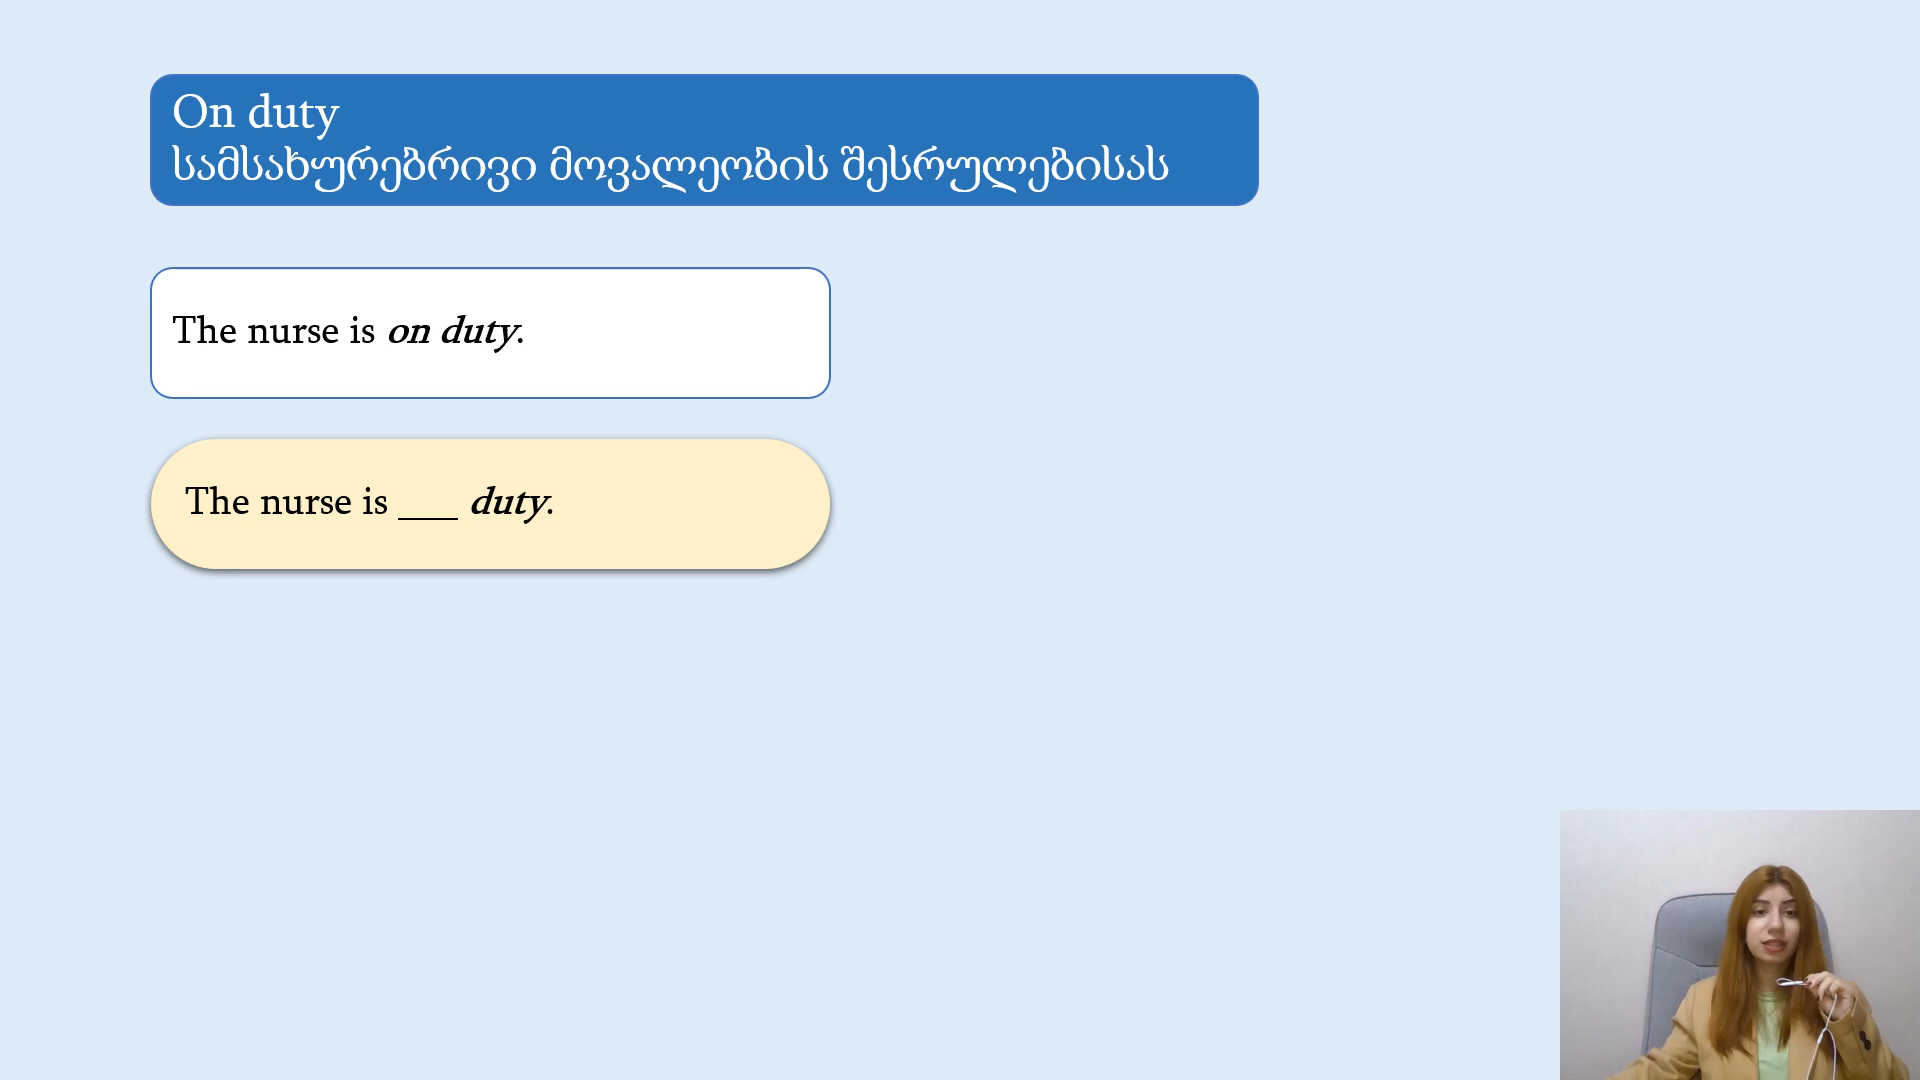 On duty
სამსახურებრივი მოვალეობის შესრულებისას
The nurse is on duty.
The nurse is ___ duty.